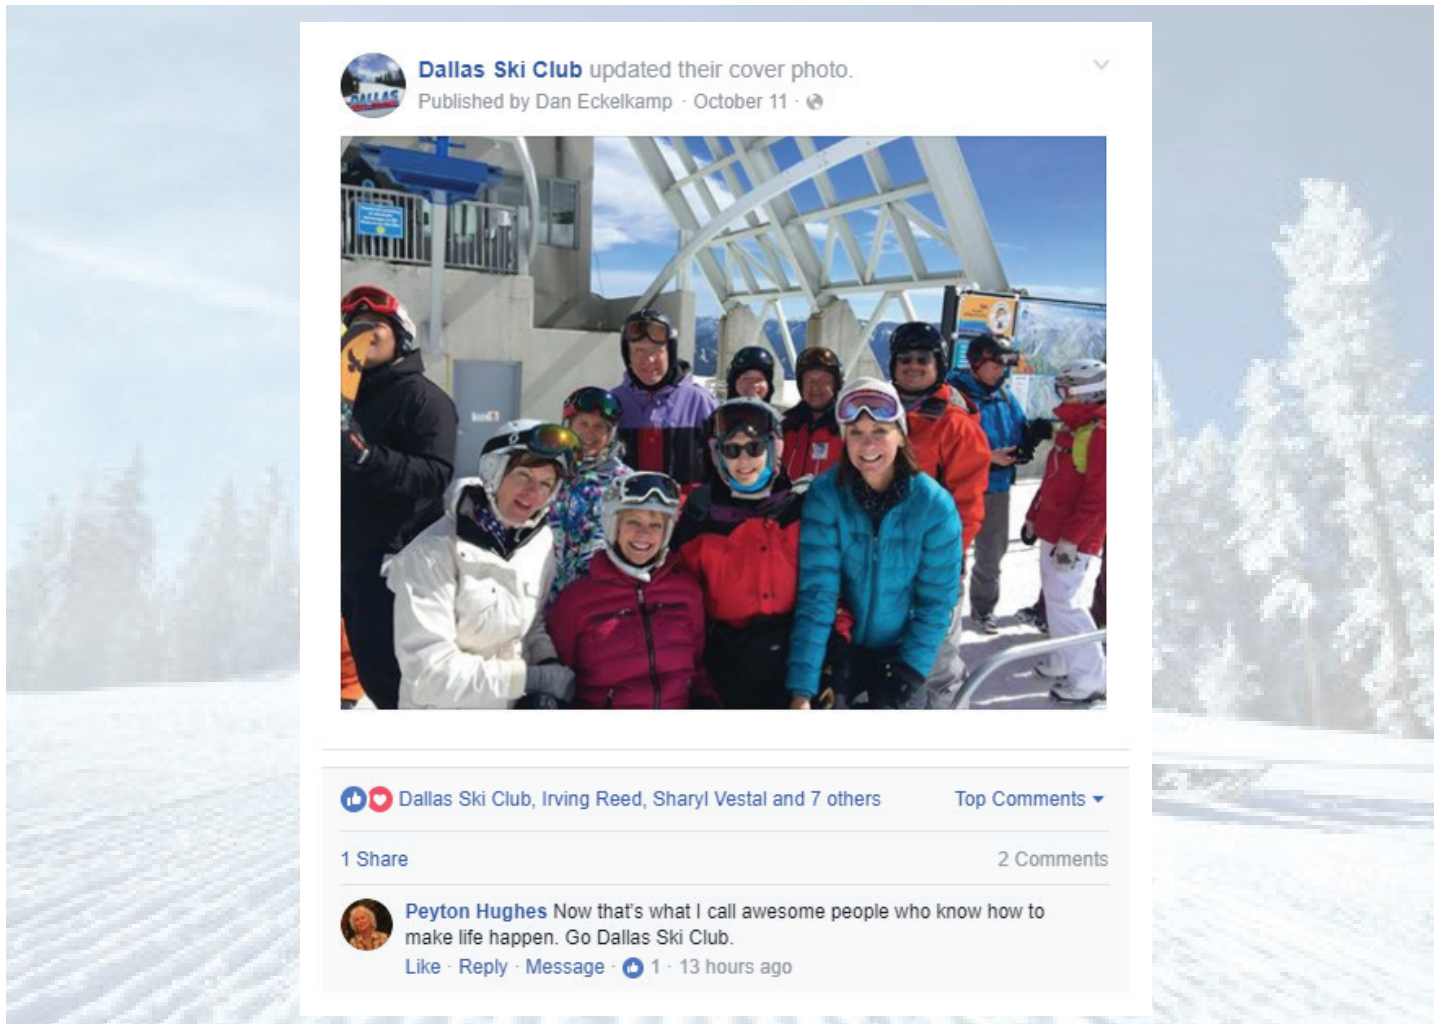 Dallas Ski Club updated their cover photo.
Published by Dan Eckelkamp · October 11 ·
DALLAS
Dallas Ski Club, Irving Reed, Sharyl Vestal and 7 others
Top Comments
1 Share
2 Comments
Peyton Hughes Now that's what I call awesome people who know how to
make life happen. Go Dallas Ski Club.
Like · Reply · Message · 1 · 13 hours ago